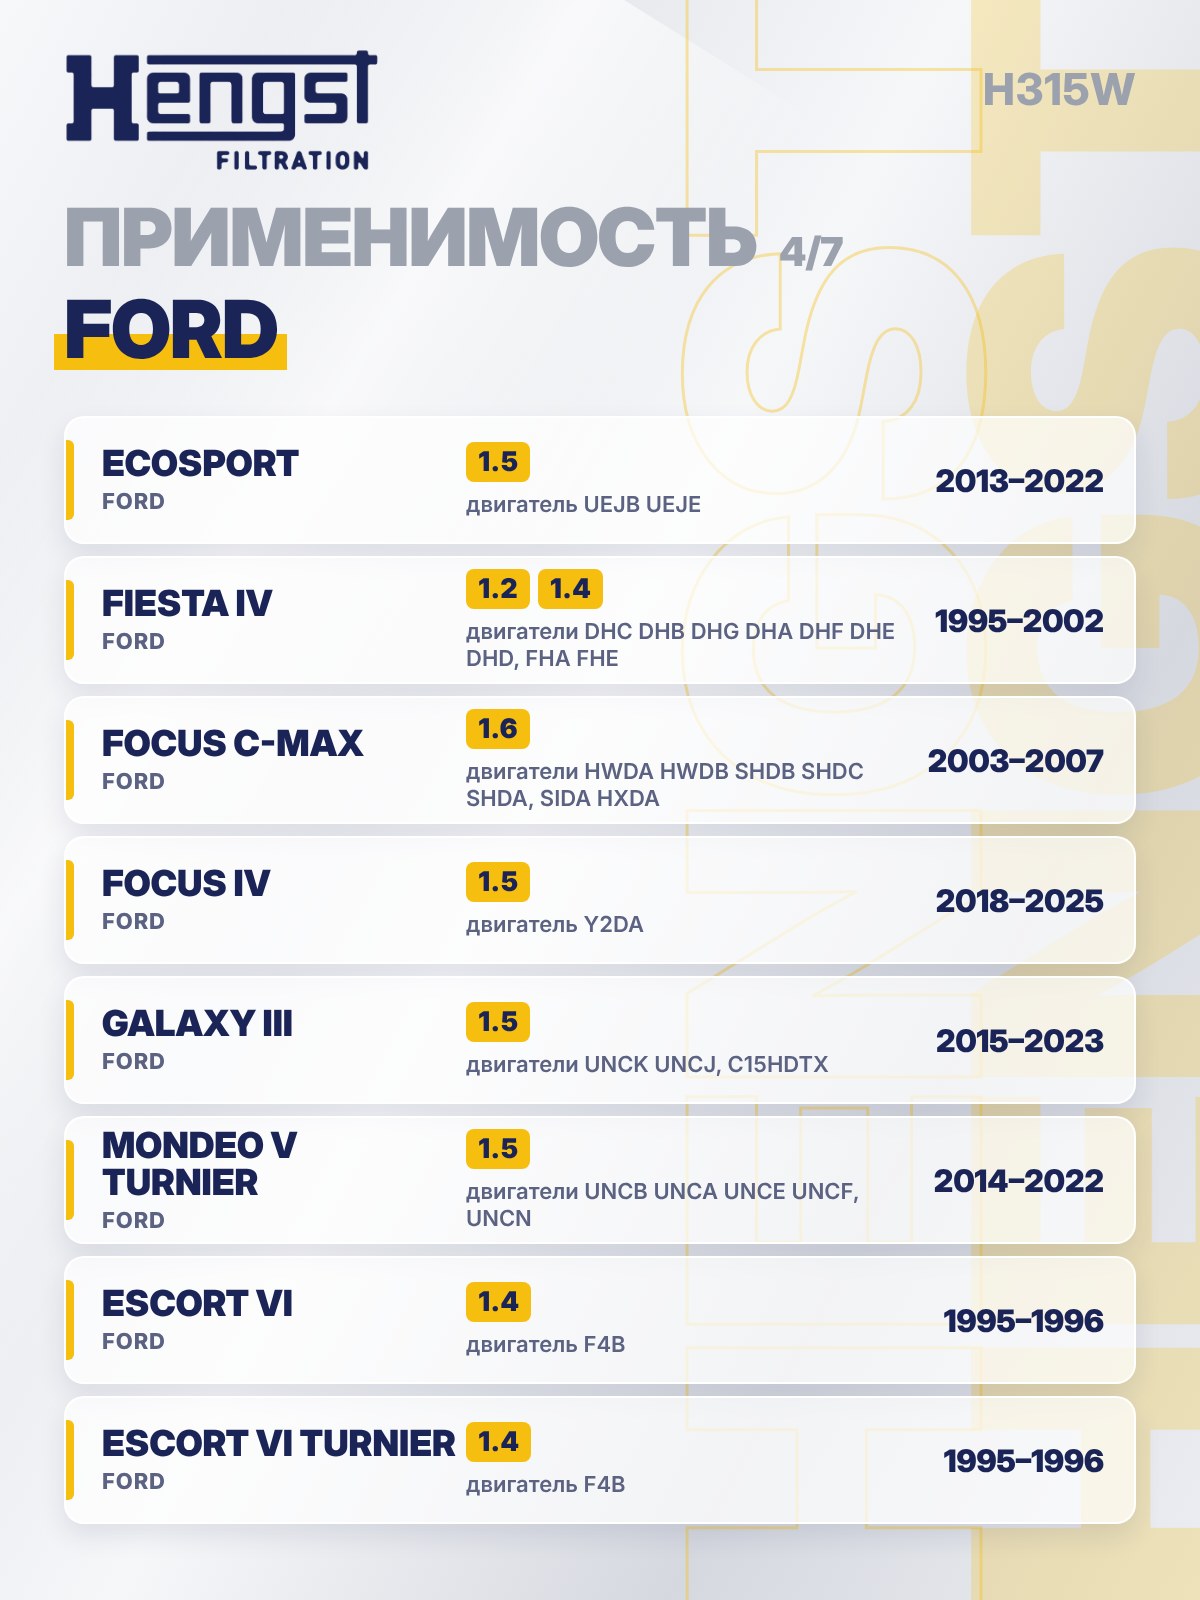 Hengst
FILTRATION
H315W
ПРИМЕНИМОСТЬ 4/7
FORD
ECOSPORT
FORD
1.5
двигатель UEJB UEJE
2013–2022
FIESTA IV
FORD
1.2 1.4
двигатели DHC DHB DHG DHA DHF DHE
DHD, FHA FHE
1995–2002
FOCUS C-MAX
FORD
1.6
двигатели HWDA HWDB SHDB SHDC
SHDA, SIDA HXDA
2003–2007
FOCUS IV
FORD
1.5
двигатель Y2DA
2018–2025
GALAXY III
FORD
1.5
двигатели UNCK UNCJ, C15HDTX
2015–2023
MONDEO V
TURNIER
FORD
1.5
двигатели UNCB UNCA UNCE UNCF,
UNCN
2014–2022
ESCORT VI
FORD
1.4
двигатель F4B
1995–1996
ESCORT VI TURNIER
FORD
1.4
двигатель F4B
1995–1996
HENGST
HENGST